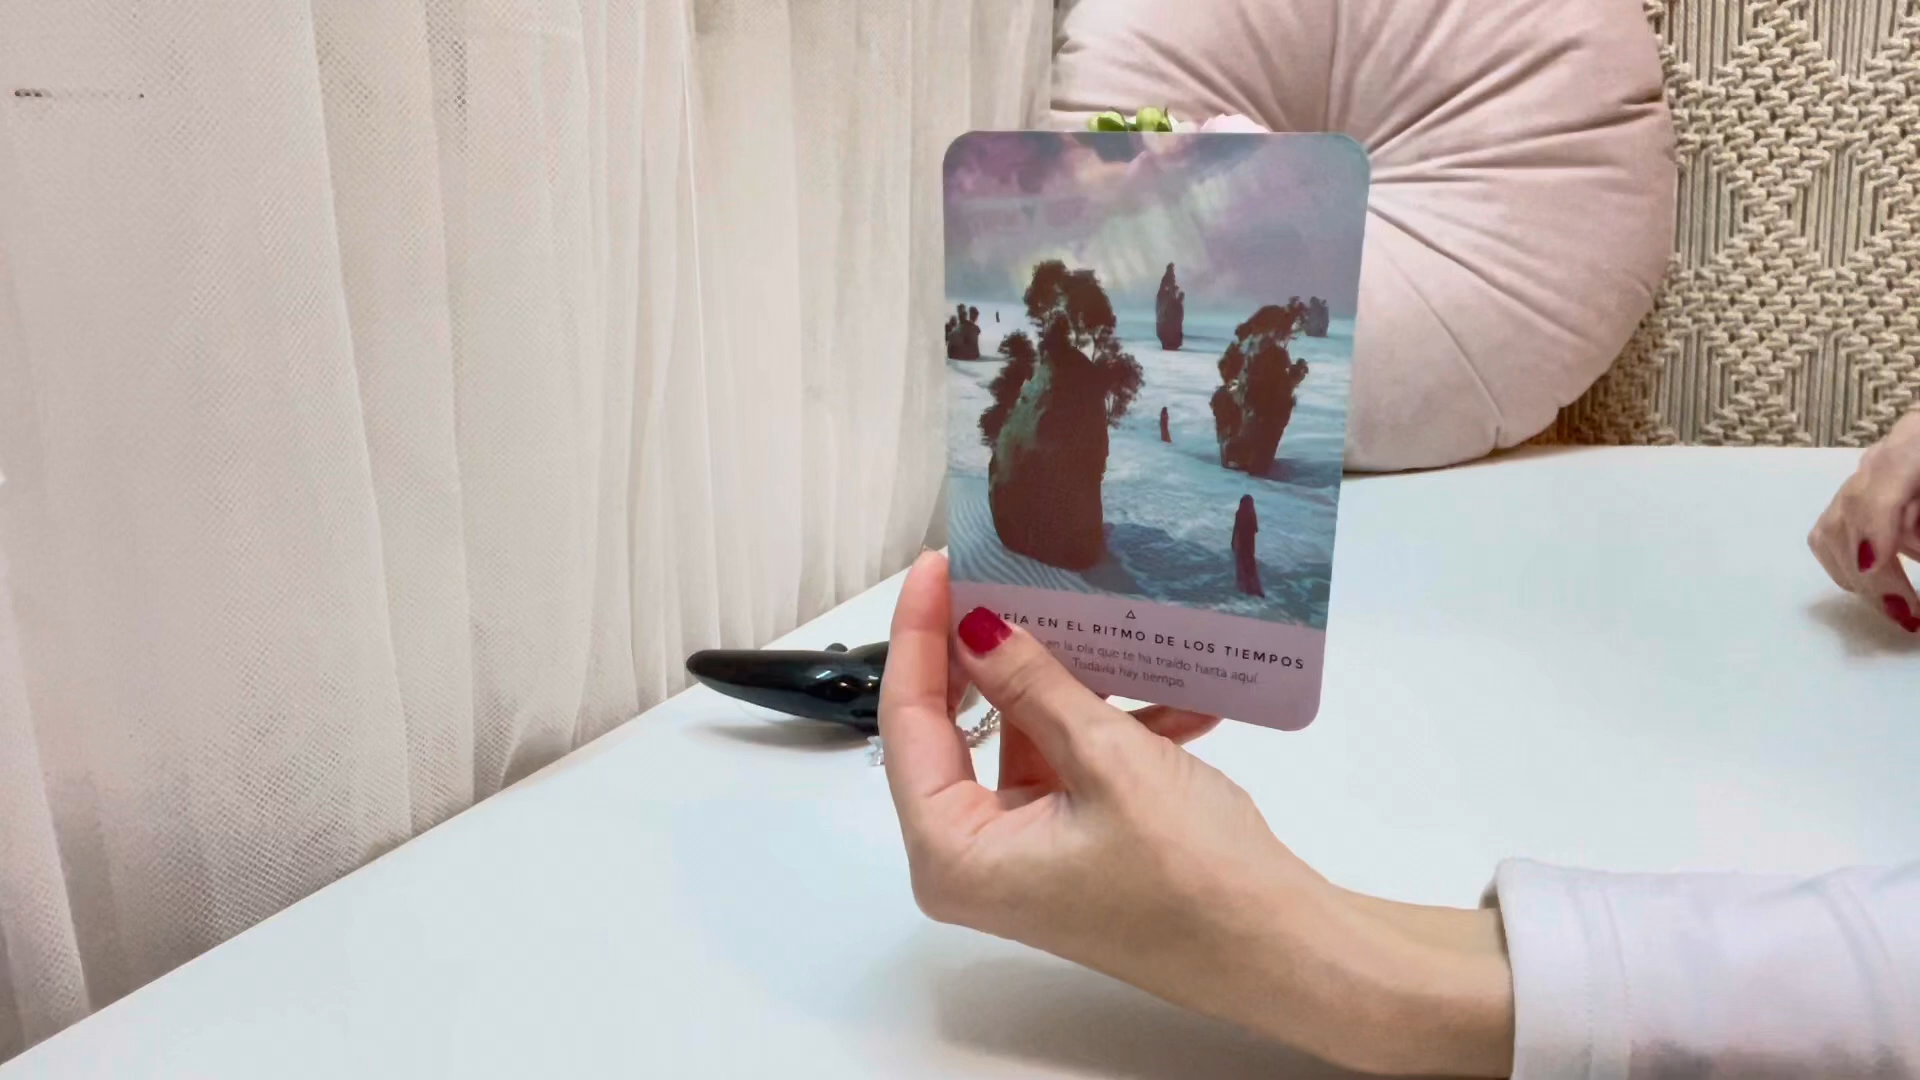 EN EL RITMO DE LOS TIEMPOS
en la ola que te ha traído hasta aquí.
Todavía hay tiempo.